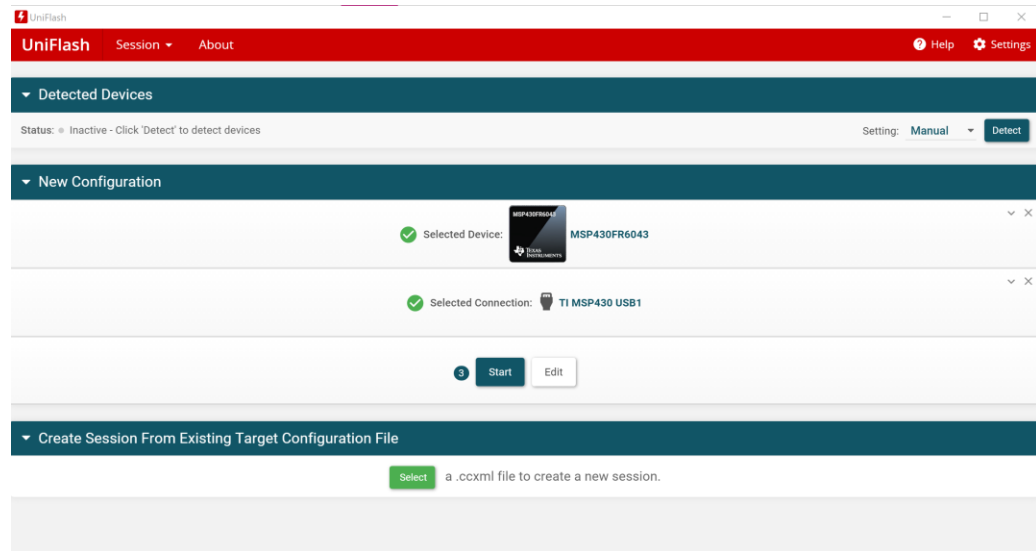 UniFlash
UniFlash Session About Help Settings
Detected Devices
Status: Inactive - Click 'Detect' to detect devices Setting: Manual Detect
New Configuration
MSP430FR6043
Selected Device: MSP430FR6043
TEXAS
INSTRUMENTS
Selected Connection: TI MSP430 USB1
3 Start Edit
Create Session From Existing Target Configuration File
Select a .ccxml file to create a new session.